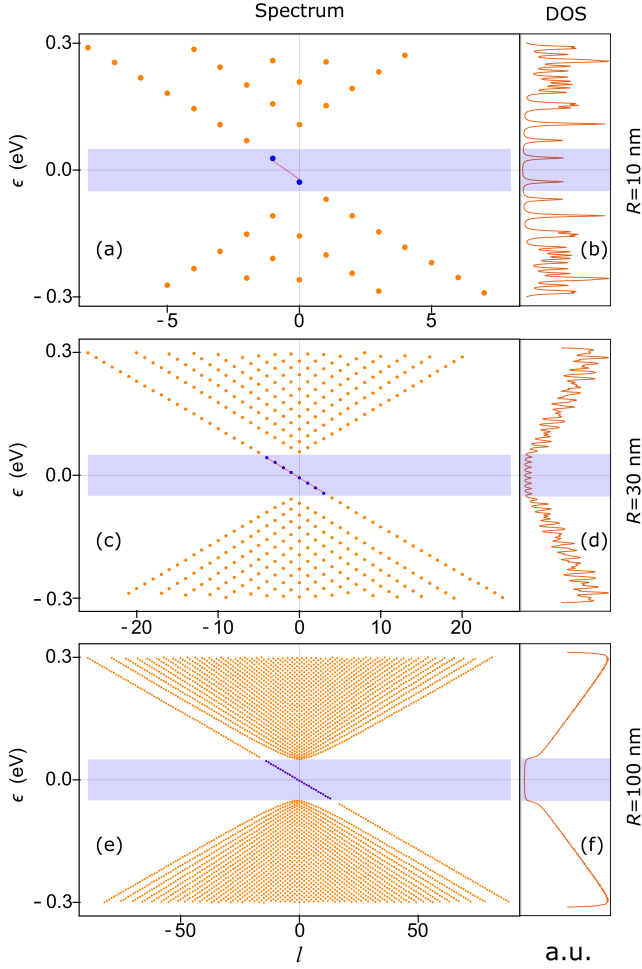 Spectrum DOS
0.3
ϵ (eV)
0.0
-0.3
(a)
(b)
R=10 nm
-5 0 5
0.3
ϵ (eV)
0.0
-0.3
(c)
(d)
R=30 nm
-20 -10 0 10 20
0.3
ϵ (eV)
0.0
-0.3
(e)
(f)
R=100 nm
-50 0 50
l
a.u.